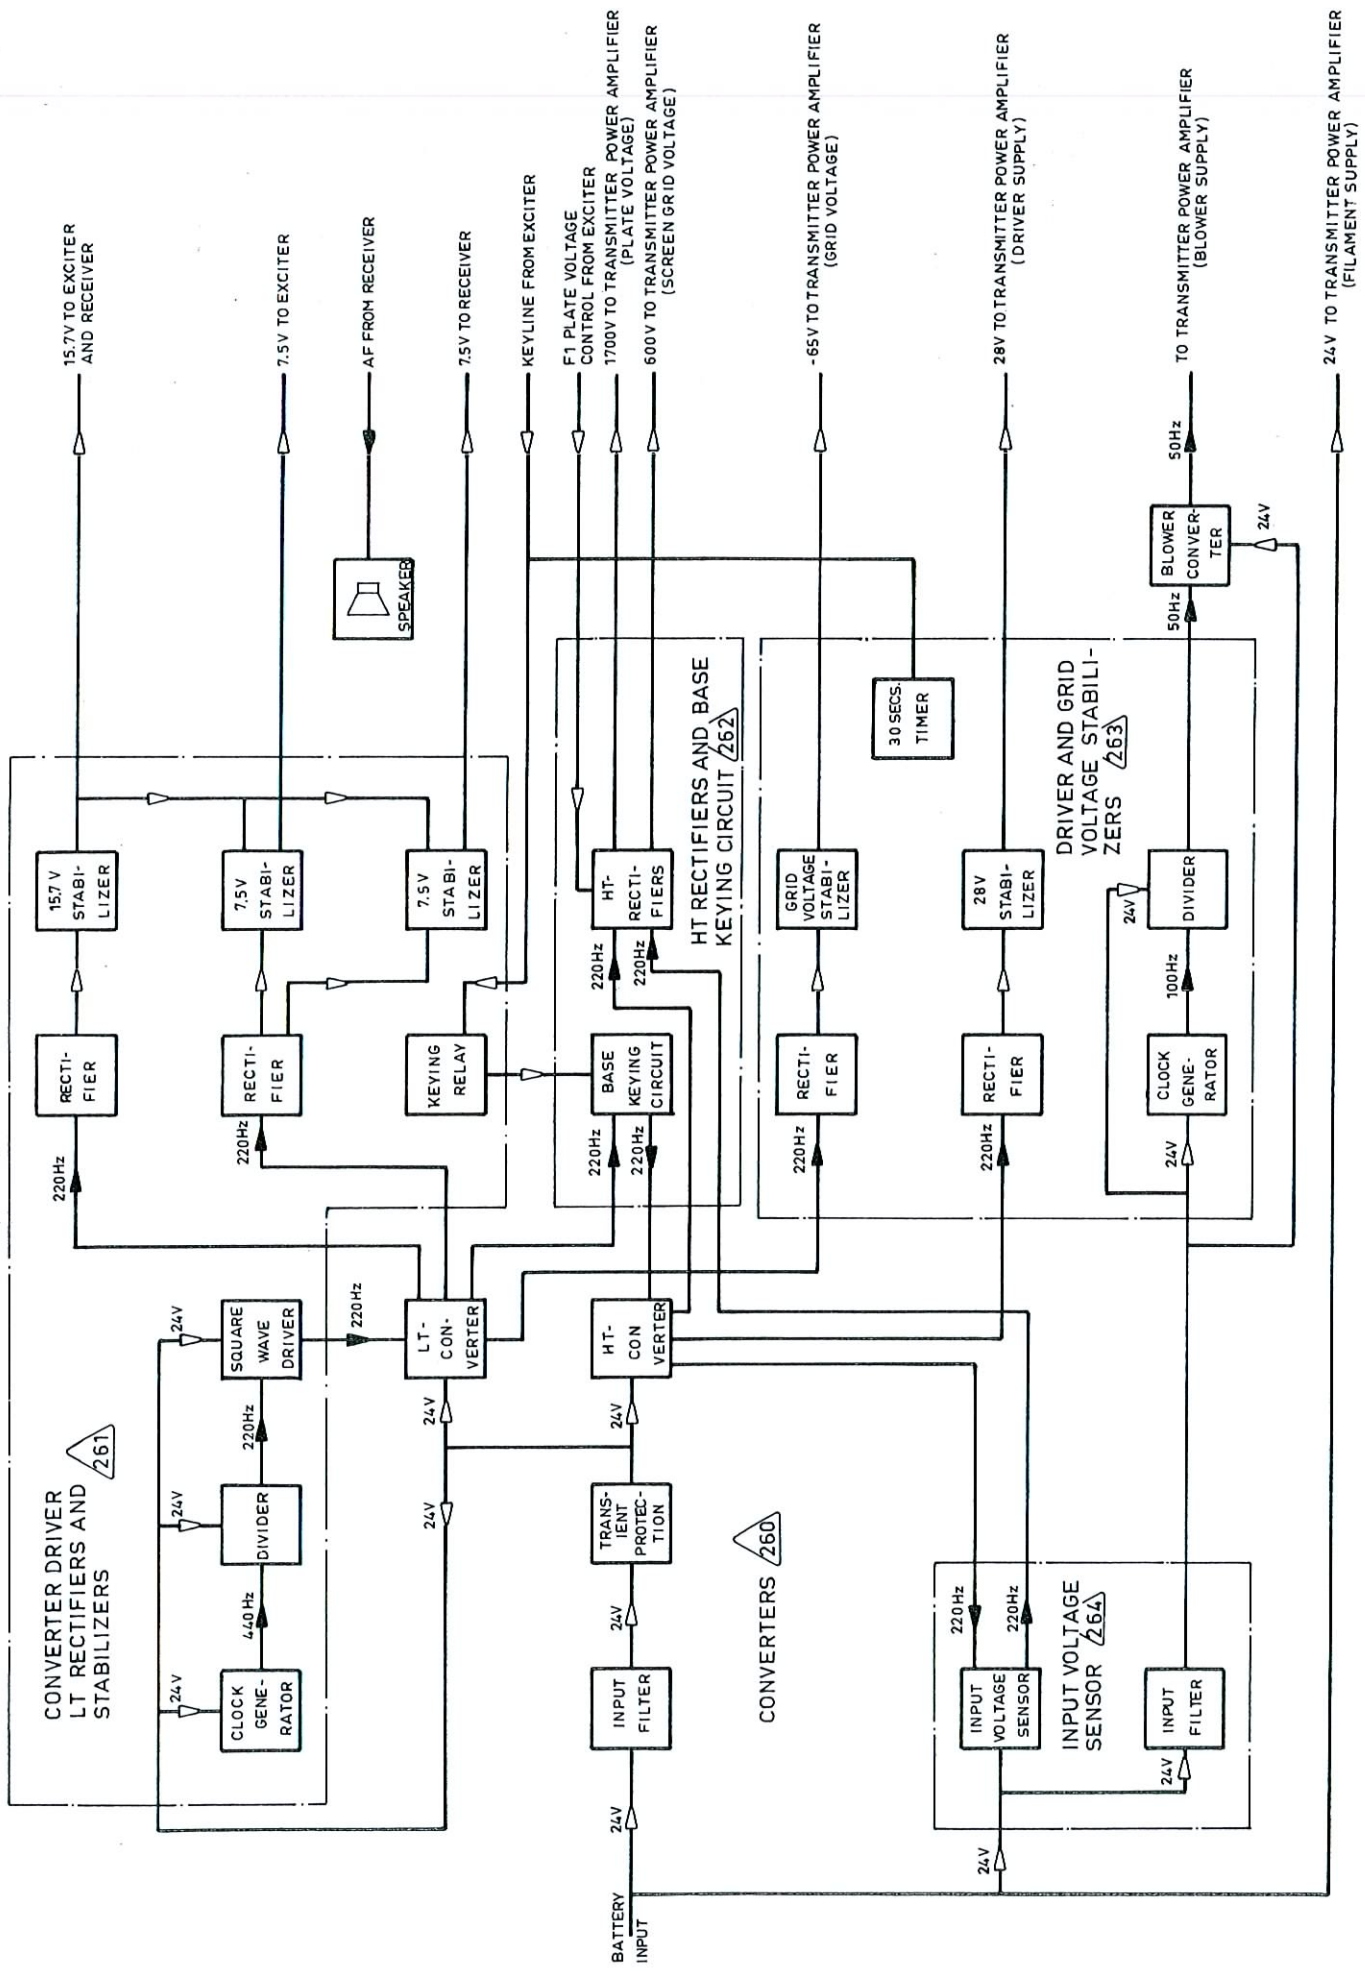 15.7V TO EXCITER
AND RECEIVER
7.5V TO EXCITER
AF FROM RECEIVER
7.5V TO RECEIVER
KEYLINE FROM EXCITER
F1 PLATE VOLTAGE
CONTROL FROM EXCITER
1700V TO TRANSMITTER POWER AMPLIFIER
(PLATE VOLTAGE)
600V TO TRANSMITTER POWER AMPLIFIER
(SCREEN GRID VOLTAGE)
-65V TO TRANSMITTER POWER AMPLIFIER
(GRID VOLTAGE)
28V TO TRANSMITTER POWER AMPLIFIER
(DRIVER SUPPLY)
TO TRANSMITTER POWER AMPLIFIER
(BLOWER SUPPLY)
24V TO TRANSMITTER POWER AMPLIFIER
(FILAMENT SUPPLY)
CONVERTER DRIVER
LT RECTIFIERS AND
STABILIZERS
261
CLOCK
GENE-
RATOR
24V
440Hz
DIVIDER
24V
220Hz
SQUARE
WAVE
DRIVER
24V
220Hz
LT-
CON-
VERTER
24V
24V
220Hz
RECTI-
FIER
15.7 V
STABI-
LIZER
220Hz
RECTI-
FIER
7.5V
STABI-
LIZER
7.5V
STABI-
LIZER
KEYING
RELAY
SPEAKER
BATTERY
INPUT
24V
INPUT
FILTER
24V
TRANS-
IENT
PROTEC-
TION
24V
HT-
CON
VERTER
220Hz
220Hz
BASE
KEYING
CIRCUIT
220Hz
220Hz
HT-
RECTI-
FIERS
HT RECTIFIERS AND BASE
KEYING CIRCUIT
262
CONVERTERS
260
220Hz
RECTI-
FIER
GRID
VOLTAGE
STABI-
LIZER
30 SECS.
TIMER
220Hz
RECTI-
FIER
28V
STABI-
LIZER
DRIVER AND GRID
VOLTAGE STABILI-
ZERS
263
24V
INPUT
VOLTAGE
SENSOR
220Hz
220Hz
INPUT VOLTAGE
SENSOR
264
24V
INPUT
FILTER
24V
CLOCK
GENE-
RATOR
100Hz
24V
DIVIDER
50Hz
BLOWER
CONVER-
TER
24V
50Hz